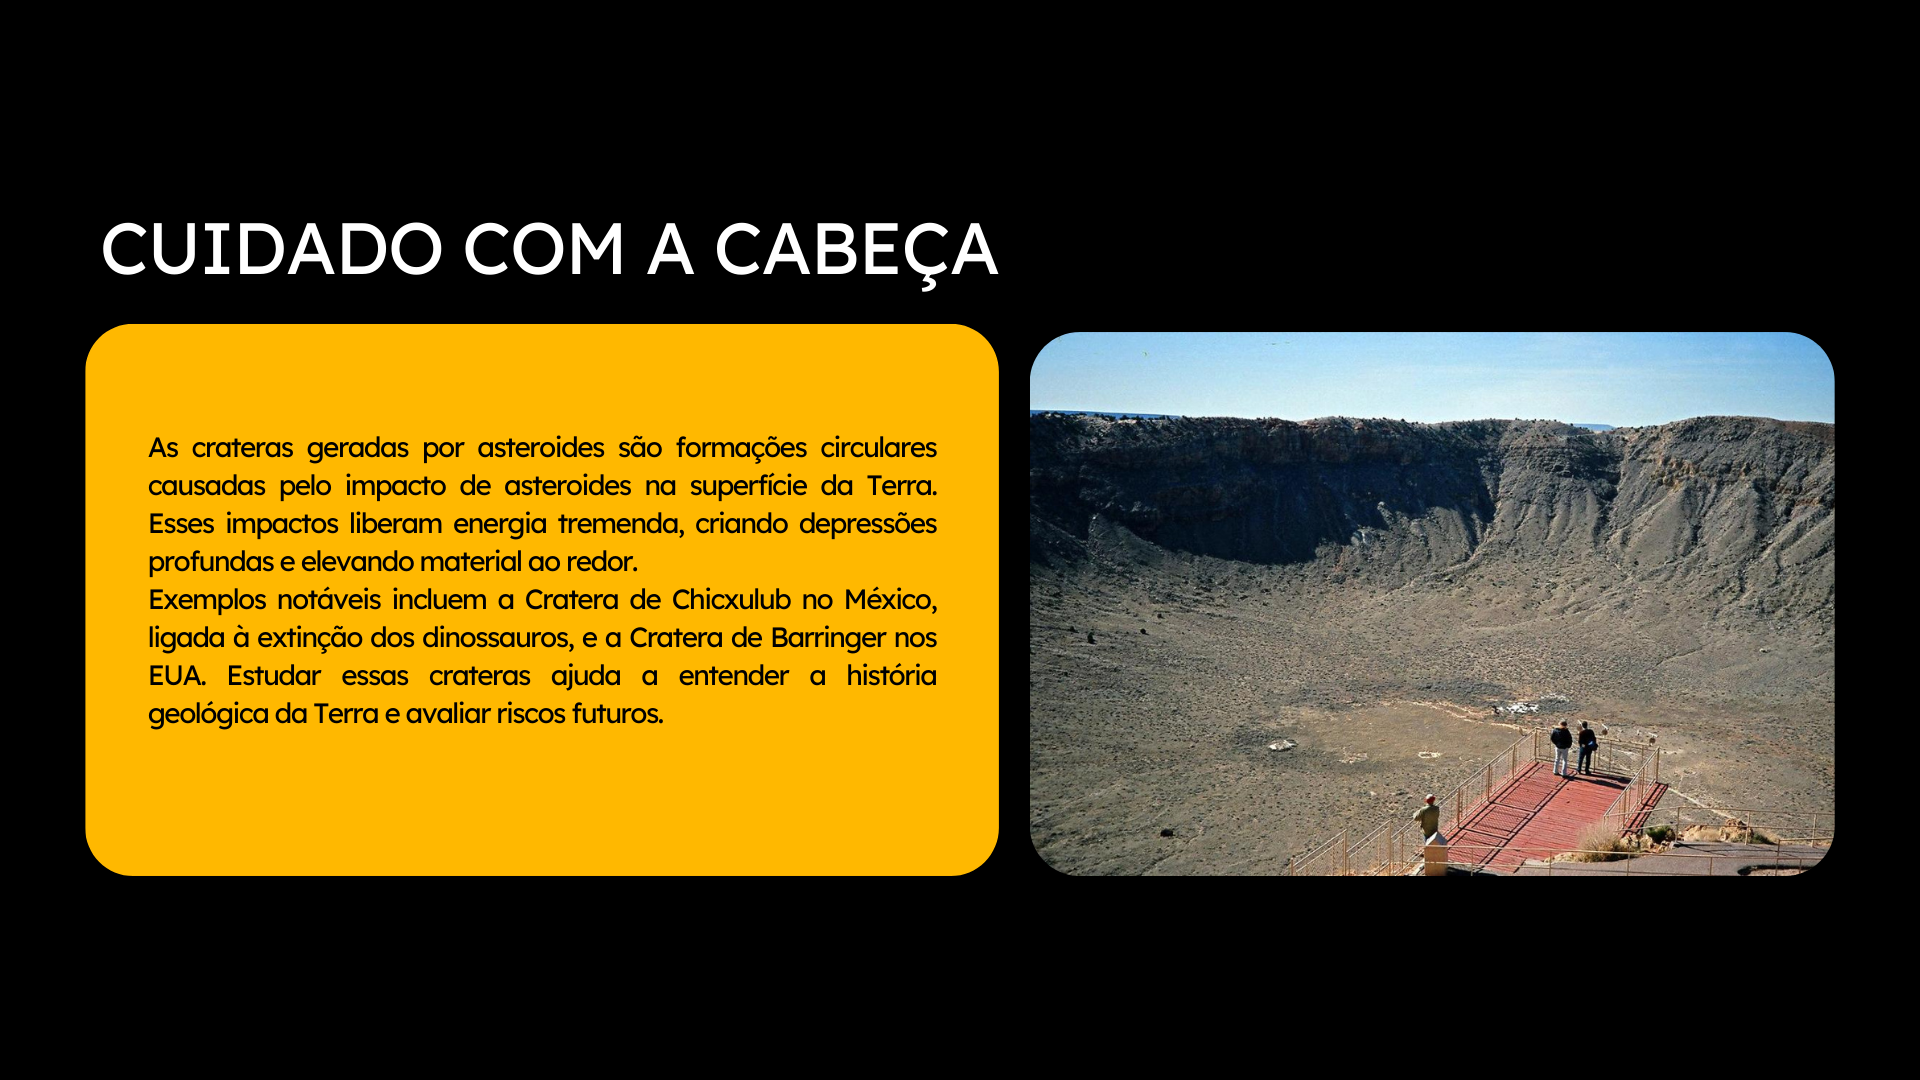 CUIDADO COM A CABEÇA
As crateras geradas por asteroides são formações circulares
causadas pelo impacto de asteroides na superfície da Terra.
Esses impactos liberam energia tremenda, criando depressões
profundas e elevando material ao redor.
Exemplos notáveis incluem a Cratera de Chicxulub no México,
ligada à extinção dos dinossauros, e a Cratera de Barringer nos
EUA. Estudar essas crateras ajuda a entender a história
geológica da Terra e avaliar riscos futuros.